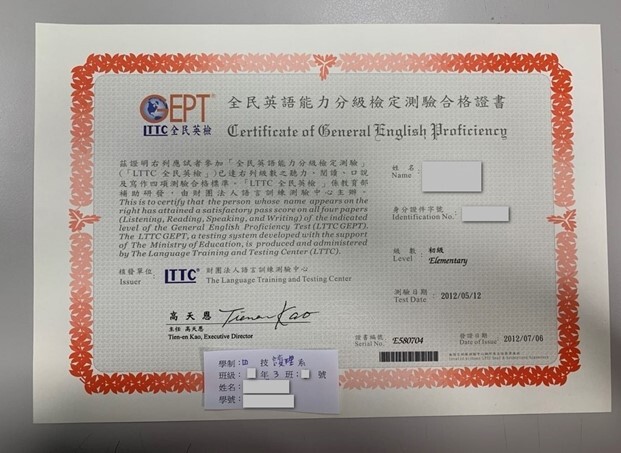 GEPT
LTTC 全民英檢
全民英語能力分級檢定測驗合格證書
Certificate of General English Proficiency
茲證明右列應試者參加「全民英語能力分級檢定測驗」
(「LTTC 全民英檢」)已達右列級數之聽力、閱讀、口說
及寫作四項測驗合格標準。「LTTC 全民英檢」係教育部
補助研發,由財團法人語言訓練測驗中心主辦。
This is to certify that the person whose name appears on the
right has attained a satisfactory pass score on all four papers
(Listening, Reading, Speaking, and Writing) of the indicated
level of the General English Proficiency Test (LTTC GEPT).
The LTTC GEPT, a testing system developed with the support
of The Ministry of Education, is produced and administered
by The Language Training and Testing Center (LTTC).
核發單位
Issuer
LTTC
財團法人語言訓練測驗中心
The Language Training and Testing Center
高天恩 Tien-en Kao
主任 高天恩
Tien-en Kao, Executive Director
姓名
Name :
身分證件字號
Identification No. :
級數
Level :
初級
Elementary
測驗日期
Test Date : 2012/05/12
證書編號
Serial No. E580704
發證日期
Date of Issue : 2012/07/06
學制:四 技 護理 系
班級: 年 3 班: 號
姓名:
學號: